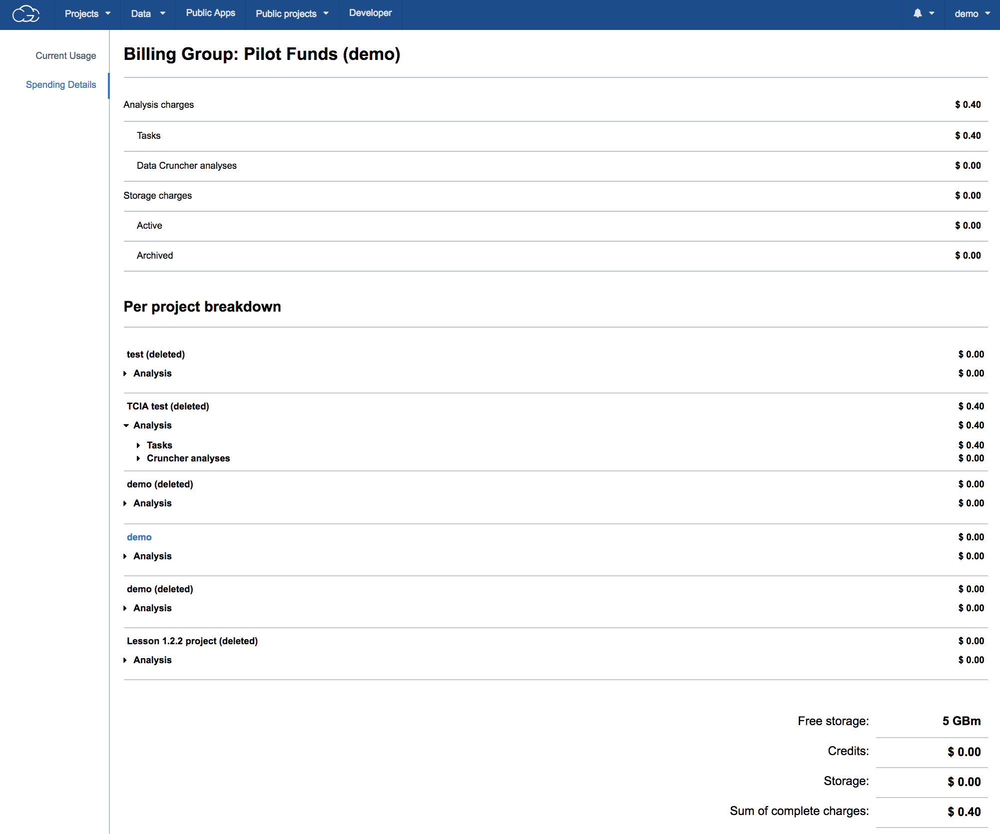 Projects Data Public Apps Public projects Developer demo
Current Usage
Spending Details
Billing Group: Pilot Funds (demo)
Analysis charges $ 0.40
Tasks $ 0.40
Data Cruncher analyses $ 0.00
Storage charges $ 0.00
Active $ 0.00
Archived $ 0.00
Per project breakdown
test (deleted) $ 0.00
Analysis $ 0.00
TCIA test (deleted) $ 0.40
Analysis $ 0.40
Tasks $ 0.40
Cruncher analyses $ 0.00
demo (deleted) $ 0.00
Analysis $ 0.00
demo $ 0.00
Analysis $ 0.00
demo (deleted) $ 0.00
Analysis $ 0.00
Lesson 1.2.2 project (deleted) $ 0.00
Analysis $ 0.00
Free storage: 5 GBm
Credits: $ 0.00
Storage: $ 0.00
Sum of complete charges: $ 0.40